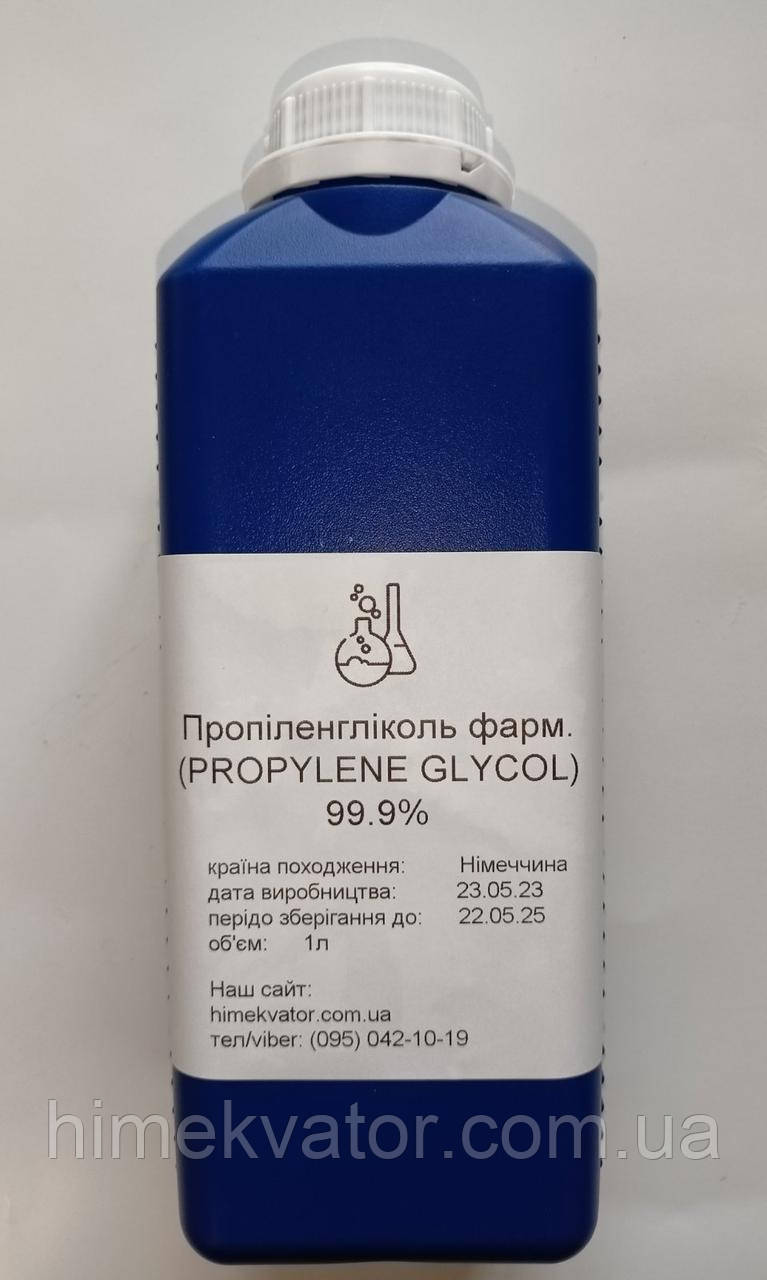 Пропіленгліколь фарм.
(PROPYLENE GLYCOL)
99.9%
країна походження: Німеччина
дата виробництва: 23.05.23
перідо зберігання до: 22.05.25
об'єм: 1л
Наш сайт:
himekvator.com.ua
тел/viber: (095) 042-10-19
himekvator.com.ua